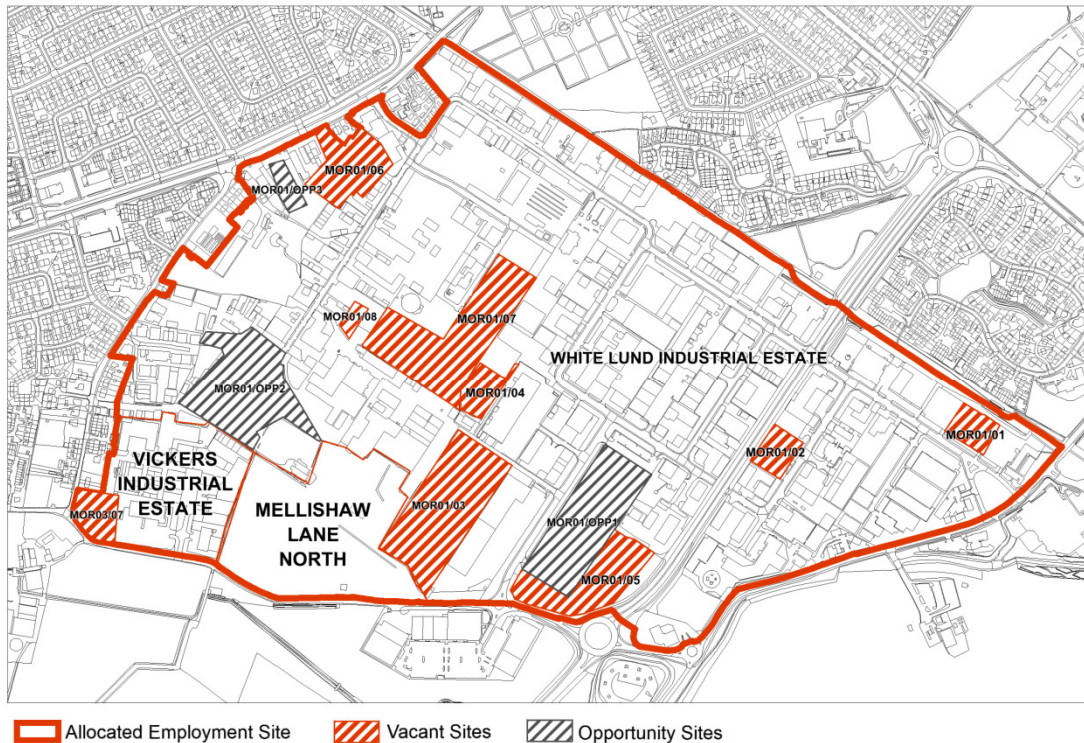 MOR01/06
MOR01/OPP3
MOR01/08
MOR01/07
WHITE LUND INDUSTRIAL ESTATE
MOR01/OPP2
MOR01/04
MOR01/01
MOR01/02
VICKERS
INDUSTRIAL
ESTATE
MELLISHAW
LANE
NORTH
MOR01/03
MOR03/07
MOR01/OPP1
MOR01/05
Allocated Employment Site
Vacant Sites
Opportunity Sites